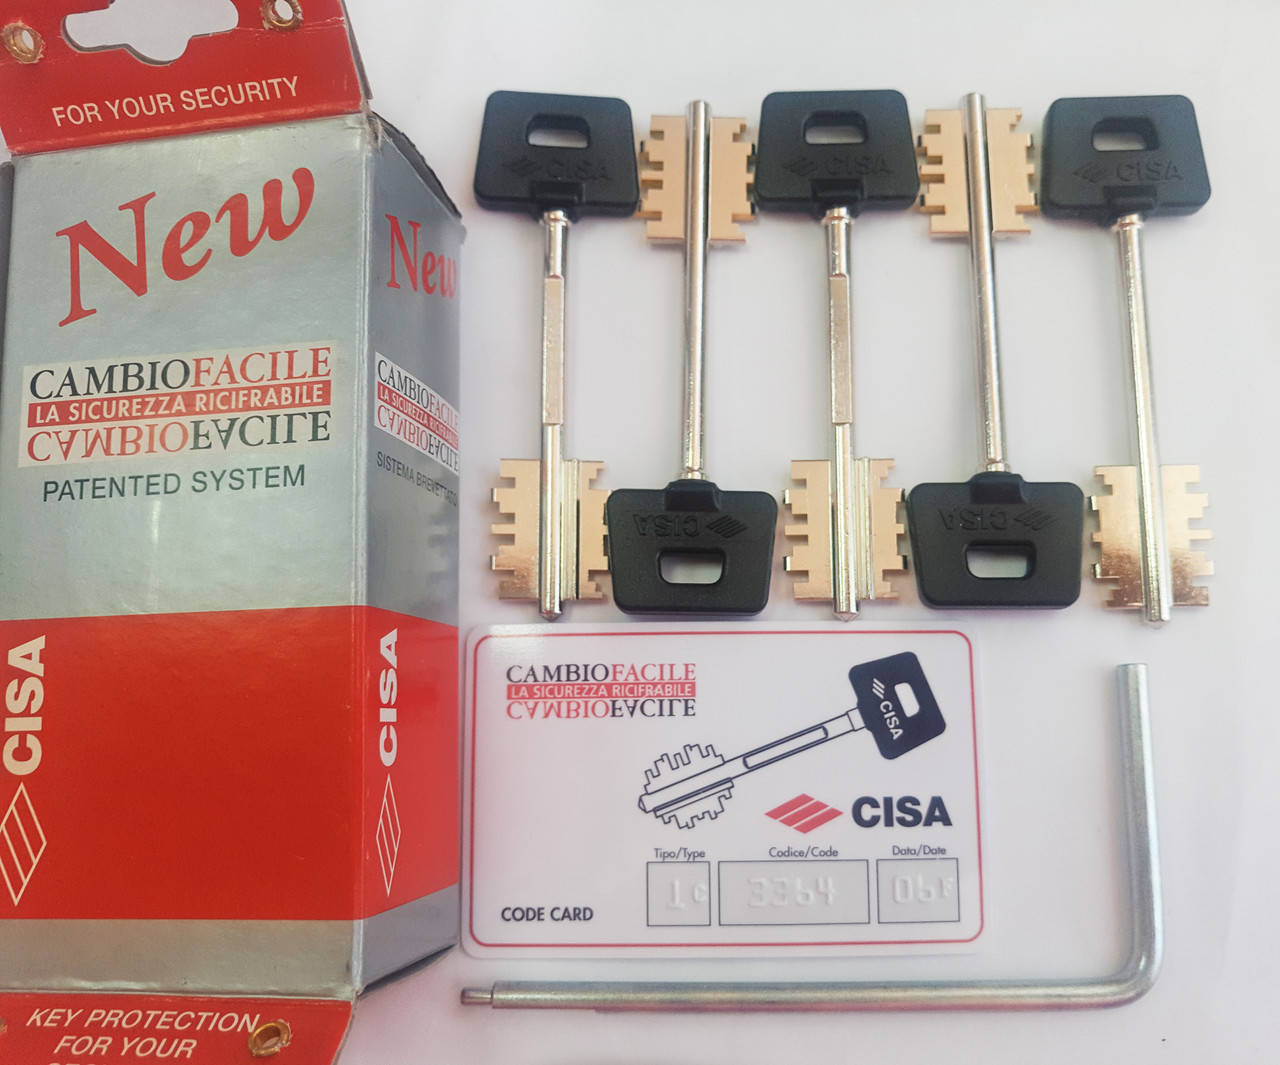 FOR YOUR SECURITY
New
CAMBIOFACILE
LA SICUREZZA RICIFRABILE
CAMBIOFACILE
PATENTED SYSTEM
CISA
KEY PROTECTION
FOR YOUR
New
CAMBIOFACILE
LA SICUREZZA RICIFRABILE
CAMBIOFACILE
SISTEMA BREVETTATO
CISA
CISA
CISA
CISA
CISA
CISA
CAMBIOFACILE
LA SICUREZZA RICIFRABILE
CAMBIOFACILE
CISA
CISA
Tipo/Type
Codice/Code
Data/Date
CODE CARD